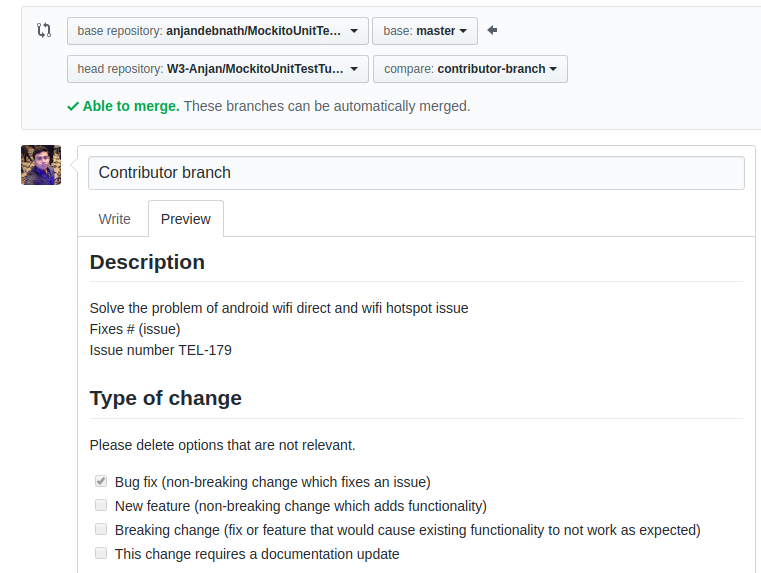 base repository: anjandebnath/MockitoUnitTe... base: master
head repository: W3-Anjan/MockitoUnitTestTu... compare: contributor-branch
Able to merge. These branches can be automatically merged.
Contributor branch
Write Preview
Description
Solve the problem of android wifi direct and wifi hotspot issue
Fixes # (issue)
Issue number TEL-179
Type of change
Please delete options that are not relevant.
Bug fix (non-breaking change which fixes an issue)
New feature (non-breaking change which adds functionality)
Breaking change (fix or feature that would cause existing functionality to not work as expected)
This change requires a documentation update